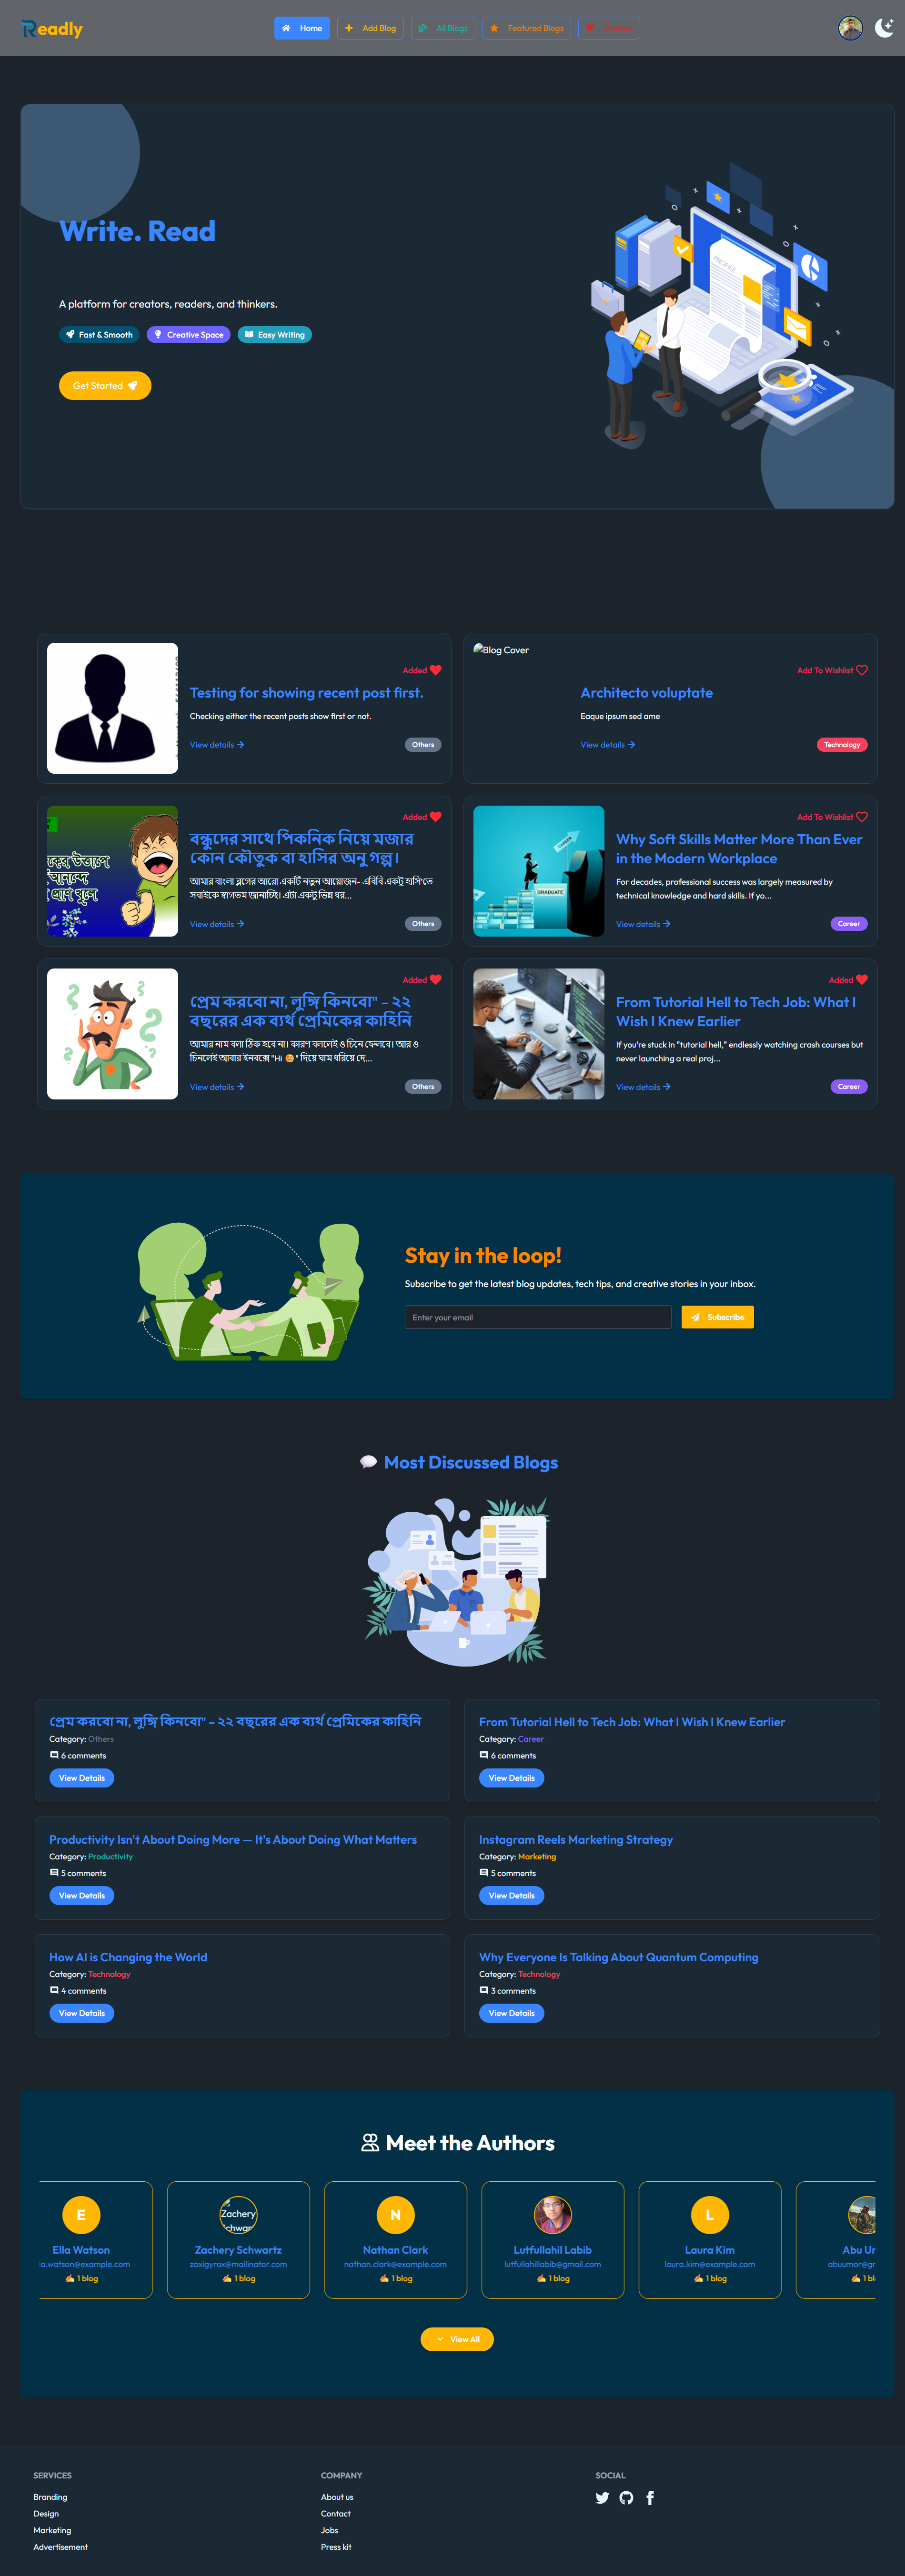 Readly
Home
Add Blog
All Blogs
Featured Blogs
Write. Read
A platform for creators, readers, and thinkers.
Fast & Smooth
Creative Space
Easy Writing
Get Started
PROFILE
Added
Testing for showing recent post first.
Checking either the recent posts show first or not.
View details
Others
Blog Cover
Add To Wishlist
Architecto voluptate
Eaque ipsum sed ame
View details
Technology
Added
বন্ধুদের সাথে পিকনিক নিয়ে মজার
কোন কৌতুক বা হাসির অনু গল্প।
আমার বাংলা ব্লগের আরো একটি নতুন আয়োজন- এবিবি একটু হাসি'তে
সবাইকে স্বাগতম জানাচ্ছি। এটা একটু ভিন্ন ধর...
View details
Others
CAREER
GRADUATE
Add To Wishlist
Why Soft Skills Matter More Than Ever
in the Modern Workplace
For decades, professional success was largely measured by
technical knowledge and hard skills. If yo...
View details
Career
Added
প্রেম করবো না, লুঙ্গি কিনবো" – ২২
বছরের এক ব্যর্থ প্রেমিকের কাহিনি
আমার নাম বলা ঠিক হবে না। কারণ বললেই ও চিনে ফেলবে। আর ও
চিনলেই আবার ইনবক্সে "Hi 😊" দিয়ে ঘাম ধরিয়ে দে...
View details
Others
Added
From Tutorial Hell to Tech Job: What I
Wish I Knew Earlier
If you're stuck in "tutorial hell," endlessly watching crash courses but
never launching a real proj...
View details
Career
Stay in the loop!
Subscribe to get the latest blog updates, tech tips, and creative stories in your inbox.
Enter your email
Subscribe
Most Discussed Blogs
প্রেম করবো না, লুঙ্গি কিনবো" – ২২ বছরের এক ব্যর্থ প্রেমিকের কাহিনি
Category: Others
6 comments
View Details
From Tutorial Hell to Tech Job: What I Wish I Knew Earlier
Category: Career
6 comments
View Details
Productivity Isn't About Doing More — It's About Doing What Matters
Category: Productivity
5 comments
View Details
Instagram Reels Marketing Strategy
Category: Marketing
5 comments
View Details
How AI is Changing the World
Category: Technology
4 comments
View Details
Why Everyone Is Talking About Quantum Computing
Category: Technology
3 comments
View Details
Meet the Authors
E
Ella Watson
a.watson@example.com
✍️ 1 blog
Zachery
Zachery Schwartz
zaxigyrax@mailinator.com
✍️ 1 blog
N
Nathan Clark
nathan.clark@example.com
✍️ 1 blog
Lutfullahil Labib
lutfullahillabib@gmail.com
✍️ 1 blog
L
Laura Kim
laura.kim@example.com
✍️ 1 blog
Abu Ur
abuumor@gr
✍️ 1 bl
View All
SERVICES
Branding
Design
Marketing
Advertisement
COMPANY
About us
Contact
Jobs
Press kit
SOCIAL